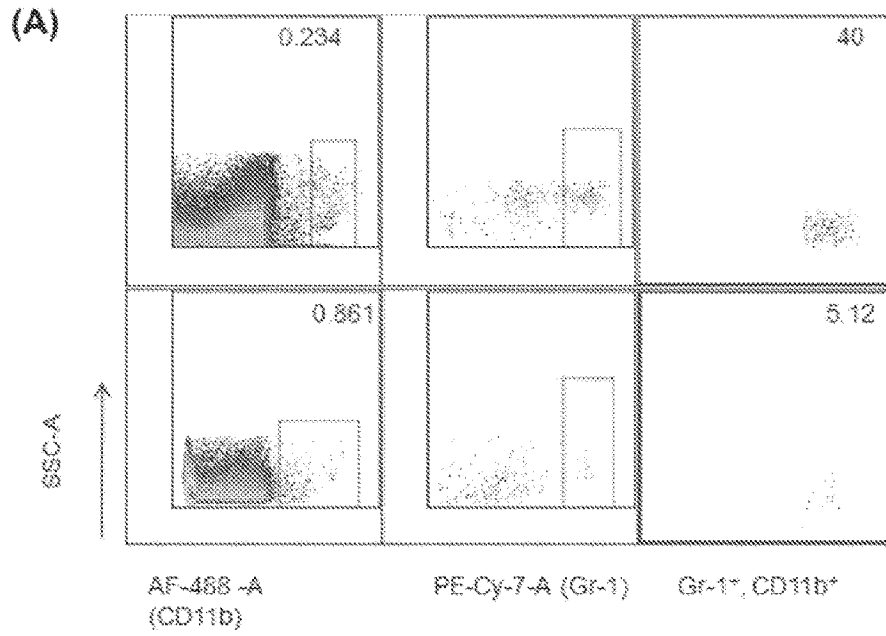 (A)
0.234
40
0.861
5.12
SSC-A
AF-488 -A
(CD11b)
PE-Cy-7-A (Gr-1)
Gr-1⁺, CD11b⁺